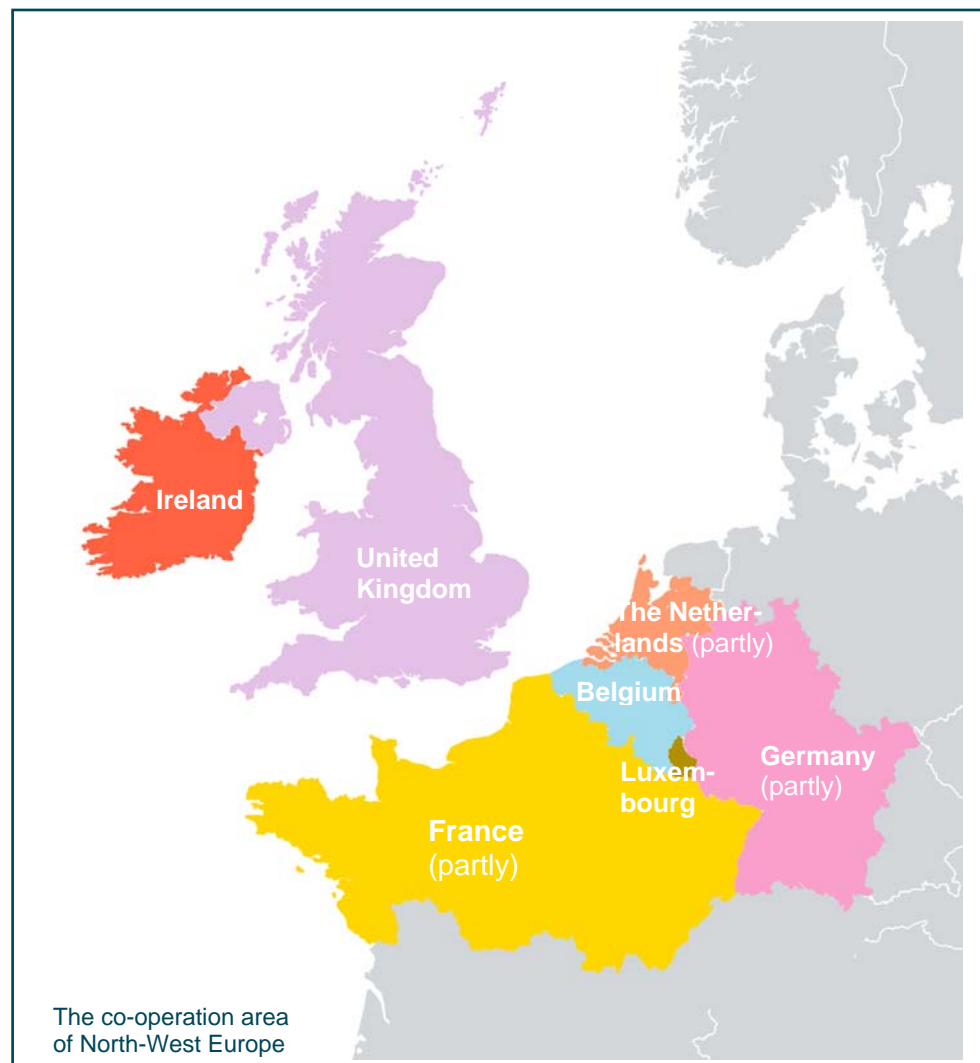 Ireland
United
Kingdom
The Nether-
lands (partly)
Belgium
Luxem-
bourg
Germany
(partly)
France
(partly)
The co-operation area
of North-West Europe